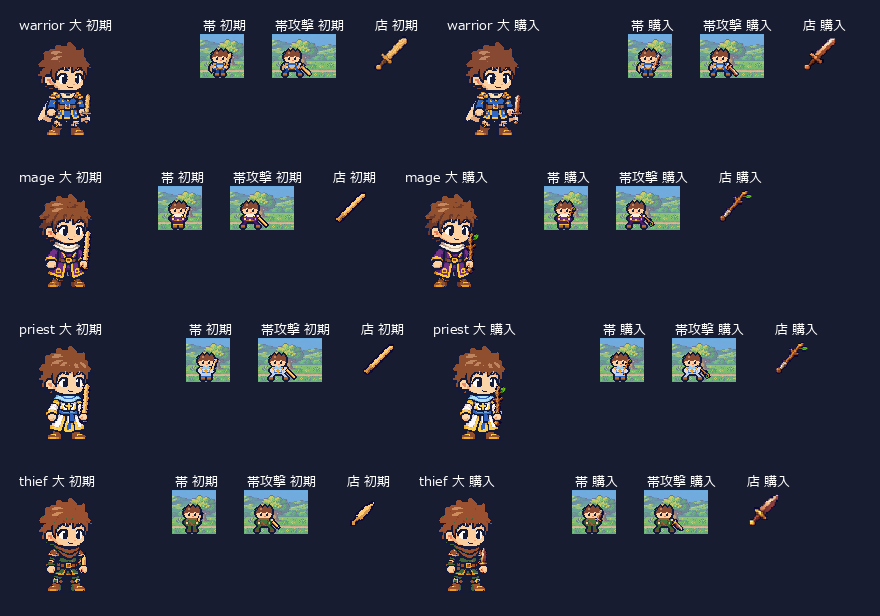 warrior 大 初期 帯 初期 帯攻撃 初期 店 初期 warrior 大 購入 帯 購入 帯攻撃 購入 店 購入
mage 大 初期 帯 初期 帯攻撃 初期 店 初期 mage 大 購入 帯 購入 帯攻撃 購入 店 購入
priest 大 初期 帯 初期 帯攻撃 初期 店 初期 priest 大 購入 帯 購入 帯攻撃 購入 店 購入
thief 大 初期 帯 初期 帯攻撃 初期 店 初期 thief 大 購入 帯 購入 帯攻撃 購入 店 購入